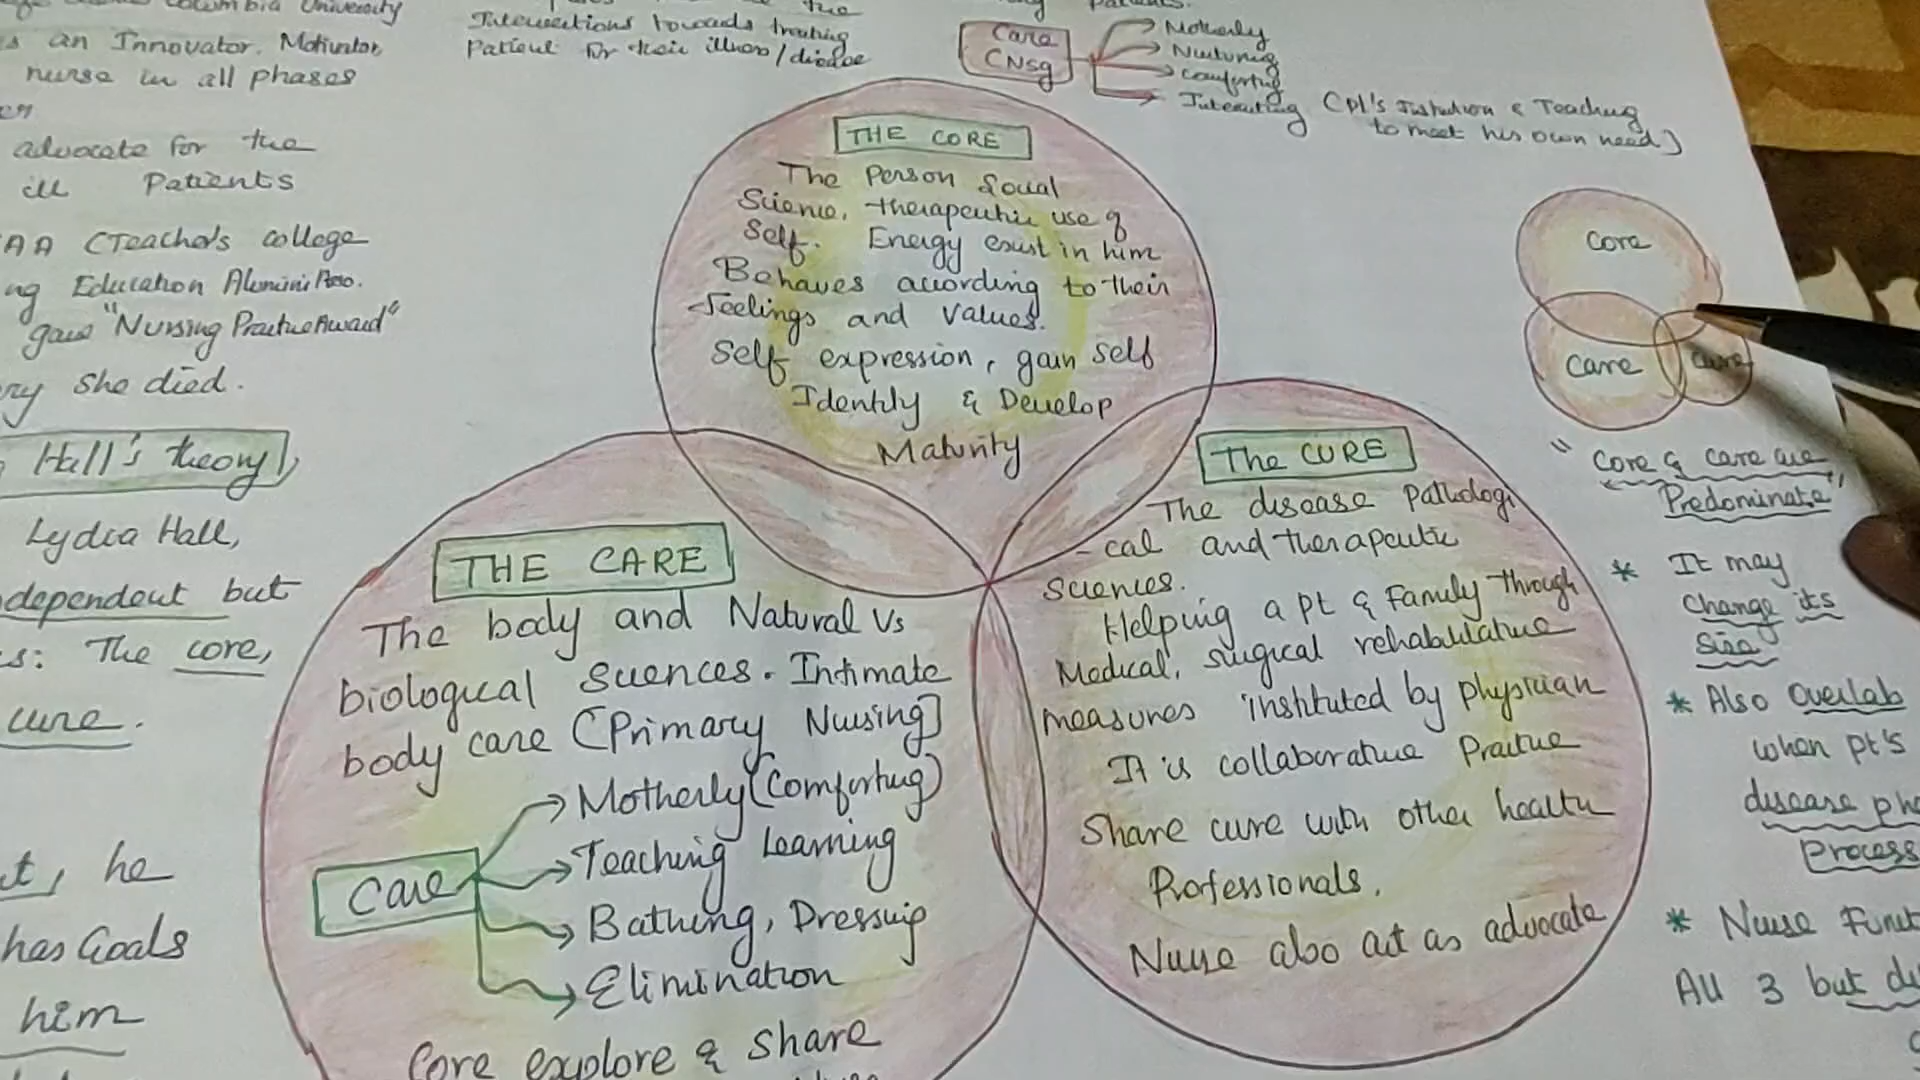 Columbia University
s an Innovator, Motivator,
nurse in all phases
advocate for the
ill Patients
AA (Teacher's college
ng Education Alumini Asso.
gave "Nursing Practice Award"
ry she died.
Hall's theory
Lydia Hall,
dependent but
s: The core,
cure.
t, he
has Goals
him
the
Interventions towards treating
Patient for their illness/disease
patients.
Care
(Nsg
Motherly
Nurturing
Comforting
Interacting (pt's Institution & Teaching
to meet his own need)
THE CORE
The Person Social
Science, therapeutic use of
Self. Energy exist in him
Behaves according to their
feelings and values.
Self expression, gain self
Identity & Develop
Maturity
THE CARE
The body and Natural Vs
biological sciences. Intimate
body care (Primary Nursing)
Care
Motherly (Comforting)
Teaching Learning
Bathing, Dressing
Elimination
Core explore & share
The CURE
The disease Pathologi
-cal and therapeutic
sciences.
Helping a pt & Family Through
Medical, surgical rehabilitative
measures instituted by physician
It is collaborative Practice
Share cure with other health
Professionals.
Nurse also act as advocate
Core
Care
Cure
"Core & care are
Predominate"
* It may
change its
size
* Also Overlab
when pt's
disease
Process
* Nurse Funct
All 3 but